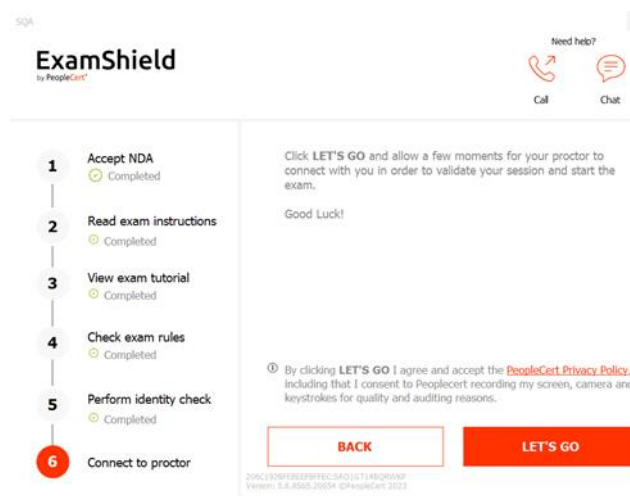 SQA
ExamShield
by PeopleCert
Need help?
Call
Chat
1
Accept NDA
Completed
2
Read exam instructions
Completed
3
View exam tutorial
Completed
4
Check exam rules
Completed
5
Perform identity check
Completed
6
Connect to proctor
Click LET'S GO and allow a few moments for your proctor to
connect with you in order to validate your session and start the
exam.
Good Luck!
By clicking LET'S GO I agree and accept the PeopleCert Privacy Policy,
including that I consent to Peoplecert recording my screen, camera and
keystrokes for quality and auditing reasons.
BACK
LET'S GO
©PeopleCert 2023